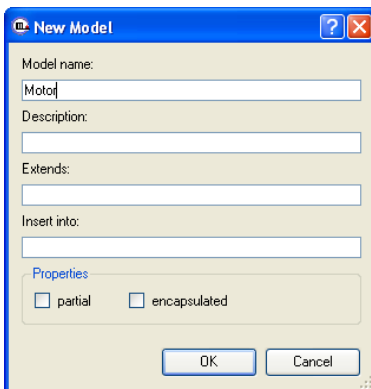 New Model
Model name:
Motor
Description:
Extends:
Insert into:
Properties
partial encapsulated
OK Cancel